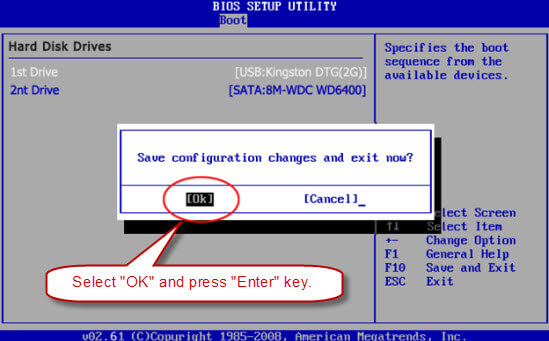 BIOS SETUP UTILITY
Boot
Hard Disk Drives
1st Drive [USB:Kingston DTG(2G)]
2nt Drive [SATA:8M-WDC WD6400]
Specifies the boot
sequence from the
available devices.
Save configuration changes and exit now?
[Ok] [Cancel]_
lect Screen
↑↓ Select Item
+- Change Option
F1 General Help
F10 Save and Exit
ESC Exit
Select "OK" and press "Enter" key.
v02.61 (C)Copyright 1985-2008, American Megatrends, Inc.